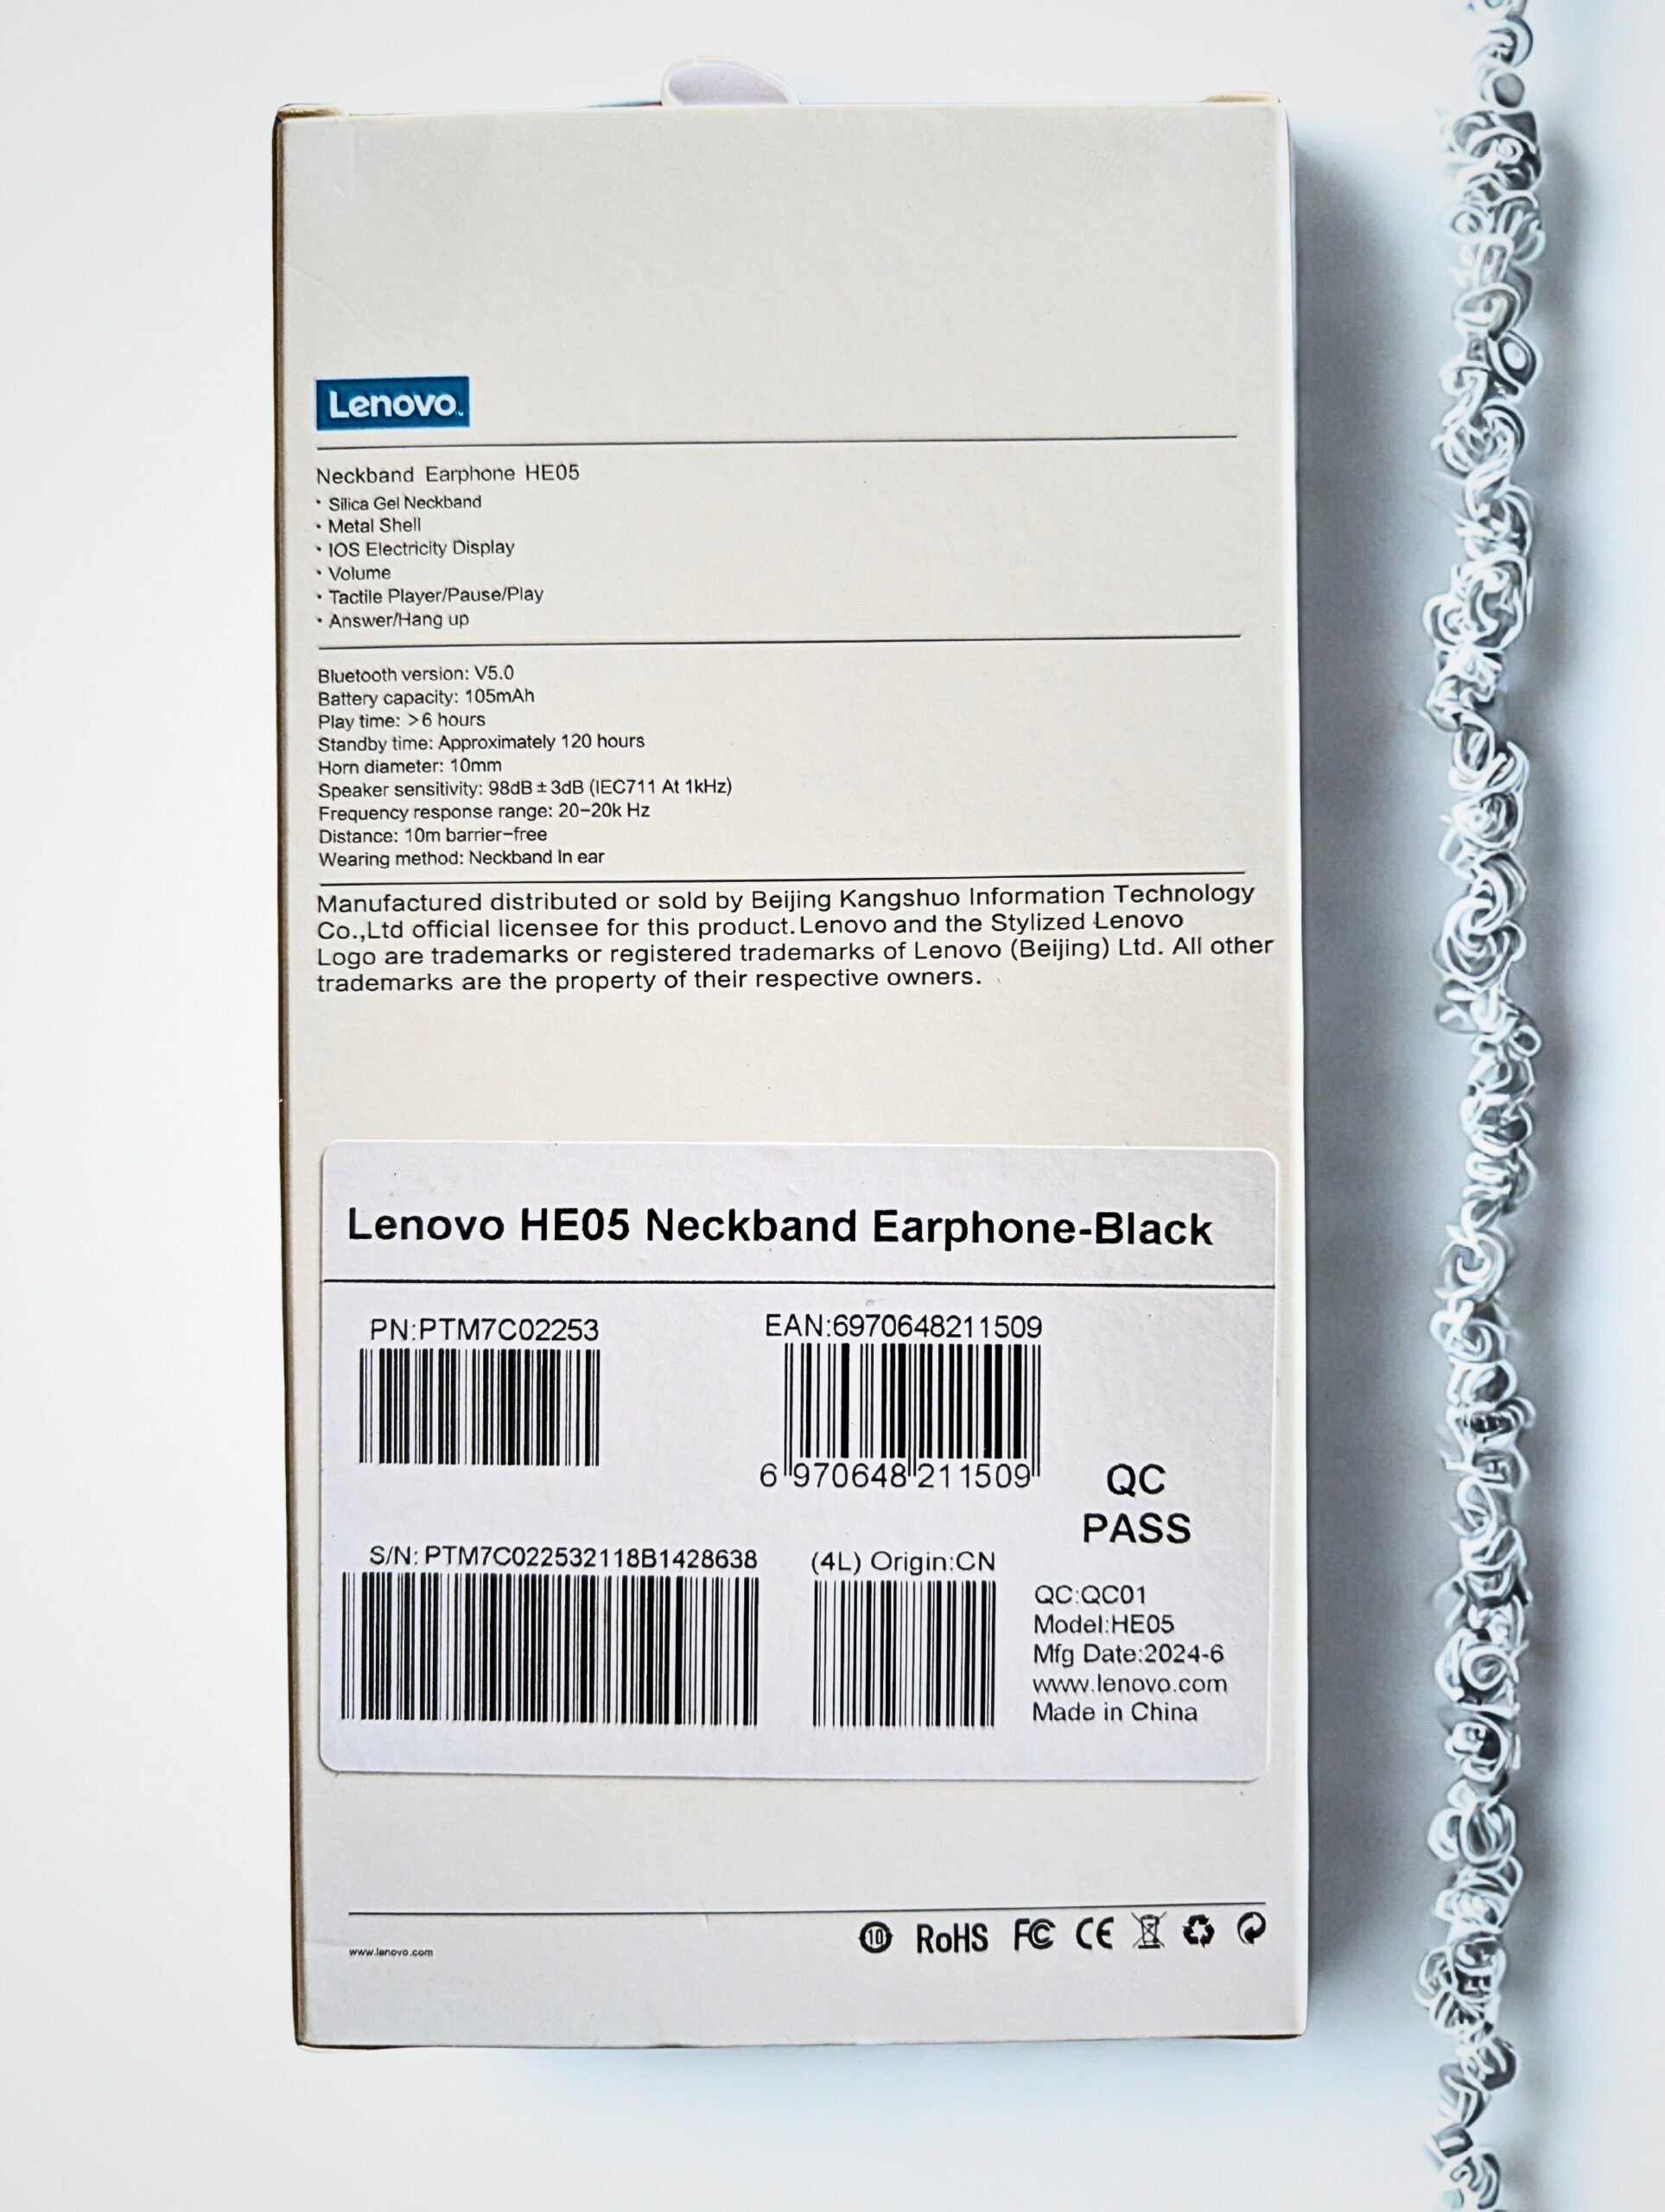 Lenovo
Neckband Earphone HE05
• Silica Gel Neckband
• Metal Shell
• IOS Electricity Display
• Volume
• Tactile Player/Pause/Play
• Answer/Hang up
Bluetooth version: V5.0
Battery capacity: 105mAh
Play time: >6 hours
Standby time: Approximately 120 hours
Horn diameter: 10mm
Speaker sensitivity: 98dB±3dB (IEC711 At 1kHz)
Frequency response range: 20-20k Hz
Distance: 10m barrier-free
Wearing method: Neckband In ear
Manufactured distributed or sold by Beijing Kangshuo Information Technology
Co.,Ltd official licensee for this product. Lenovo and the Stylized Lenovo
Logo are trademarks or registered trademarks of Lenovo (Beijing) Ltd. All other
trademarks are the property of their respective owners.
Lenovo HE05 Neckband Earphone-Black
PN:PTM7C02253
EAN:6970648211509
6 970648 211509
QC
PASS
S/N: PTM7C022532118B1428638
(4L) Origin:CN
QC:QC01
Model:HE05
Mfg Date:2024-6
www.lenovo.com
Made in China
www.lenovo.com
10 RoHS FC CE